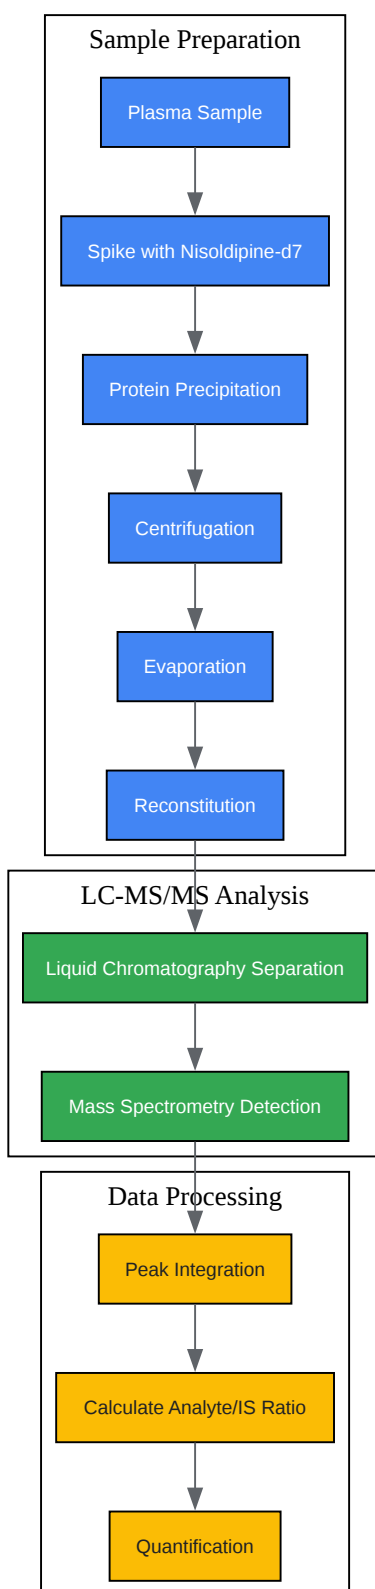 Sample Preparation
Plasma Sample
Spike with Nisoldipine-d7
Protein Precipitation
Centrifugation
Evaporation
Reconstitution
LC-MS/MS Analysis
Liquid Chromatography Separation
Mass Spectrometry Detection
Data Processing
Peak Integration
Calculate Analyte/IS Ratio
Quantification